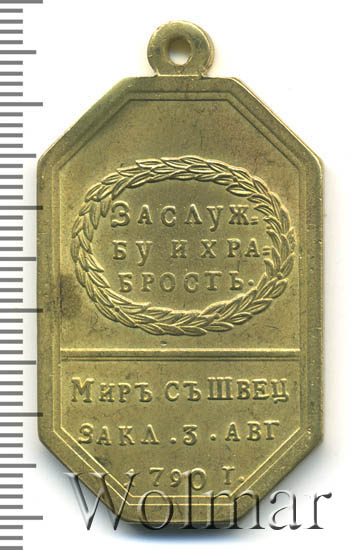 ЗАСЛУЖ=
БУ И ХРА=
БРОСТЬ.
МИРЪ СЪ ШВЕЦ
ЗАКЛ. 3. АВГ
1790 Г.
Wolmar